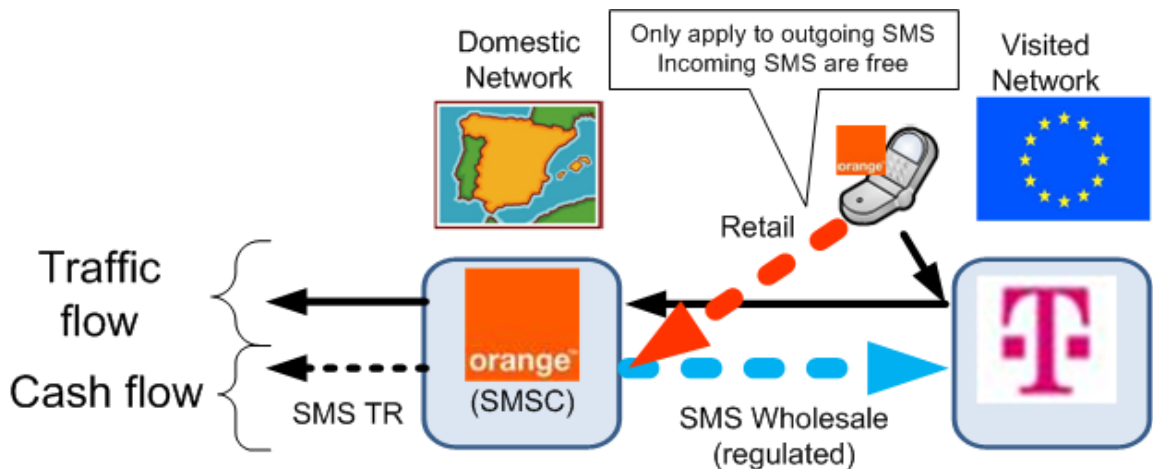 Domestic
Network
Only apply to outgoing SMS
Incoming SMS are free
Visited
Network
orange
Retail
Traffic
flow
Cash flow
orange™
(SMSC)
T
SMS TR
SMS Wholesale
(regulated)